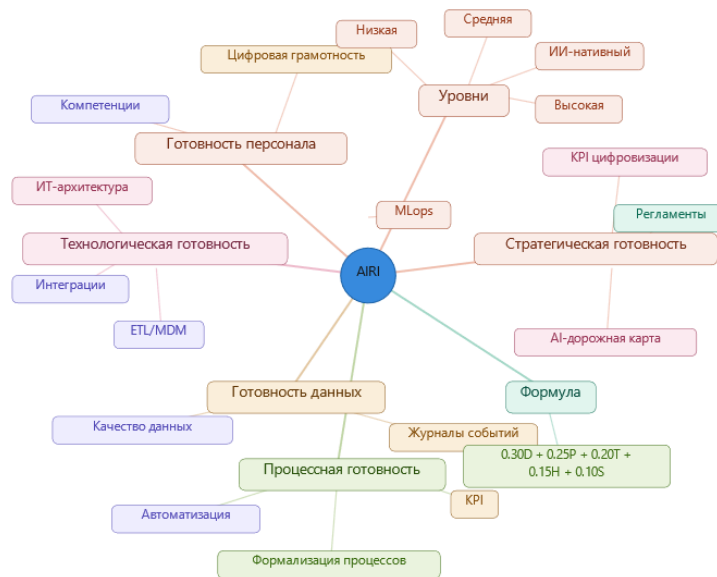 Средняя
Низкая
Цифровая грамотность
ИИ-нативный
Уровни
Компетенции
Высокая
Готовность персонала
KPI цифровизации
ИТ-архитектура
MLops
Регламенты
Технологическая готовность
Стратегическая готовность
AIRI
Интеграции
ETL/MDM
AI-дорожная карта
Готовность данных
Формула
Качество данных
Журналы событий
0.30D + 0.25P + 0.20T +
0.15H + 0.10S
Процессная готовность
KPI
Автоматизация
Формализация процессов